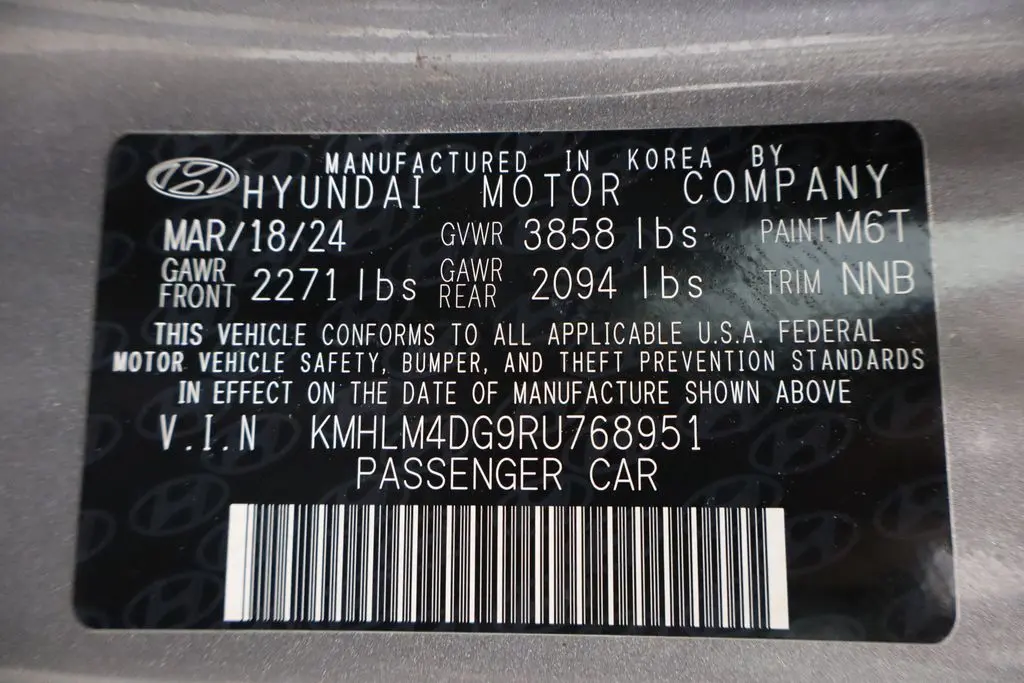 MANUFACTURED IN KOREA BY
HYUNDAI MOTOR COMPANY
MAR/18/24 GVWR 3858 lbs PAINT M6T
GAWR FRONT 2271 lbs GAWR REAR 2094 lbs TRIM NNB
THIS VEHICLE CONFORMS TO ALL APPLICABLE U.S.A. FEDERAL
MOTOR VEHICLE SAFETY, BUMPER, AND THEFT PREVENTION STANDARDS
IN EFFECT ON THE DATE OF MANUFACTURE SHOWN ABOVE
V.I.N KMHLM4DG9RU768951
PASSENGER CAR